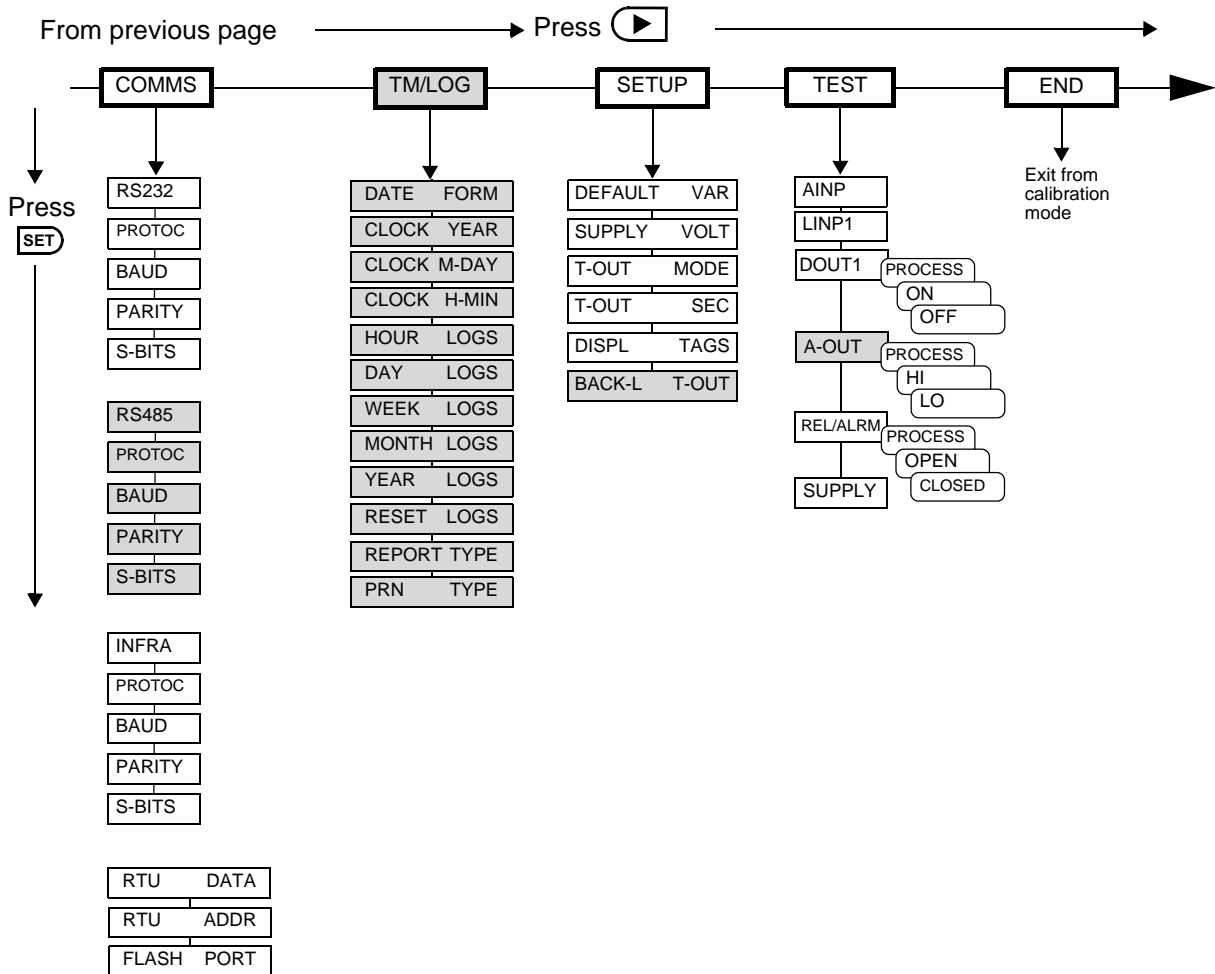 From previous page
Press
COMMS
TM/LOG
SETUP
TEST
END
Press
SET
RS232
PROTOC
BAUD
PARITY
S-BITS
RS485
PROTOC
BAUD
PARITY
S-BITS
INFRA
PROTOC
BAUD
PARITY
S-BITS
RTU DATA
RTU ADDR
FLASH PORT
DATE FORM
CLOCK YEAR
CLOCK M-DAY
CLOCK H-MIN
HOUR LOGS
DAY LOGS
WEEK LOGS
MONTH LOGS
YEAR LOGS
RESET LOGS
REPORT TYPE
PRN TYPE
DEFAULT VAR
SUPPLY VOLT
T-OUT MODE
T-OUT SEC
DISPL TAGS
BACK-L T-OUT
AINP
LINP1
DOUT1
PROCESS
ON
OFF
A-OUT
PROCESS
HI
LO
REL/ALRM
PROCESS
OPEN
CLOSED
SUPPLY
Exit from
calibration
mode